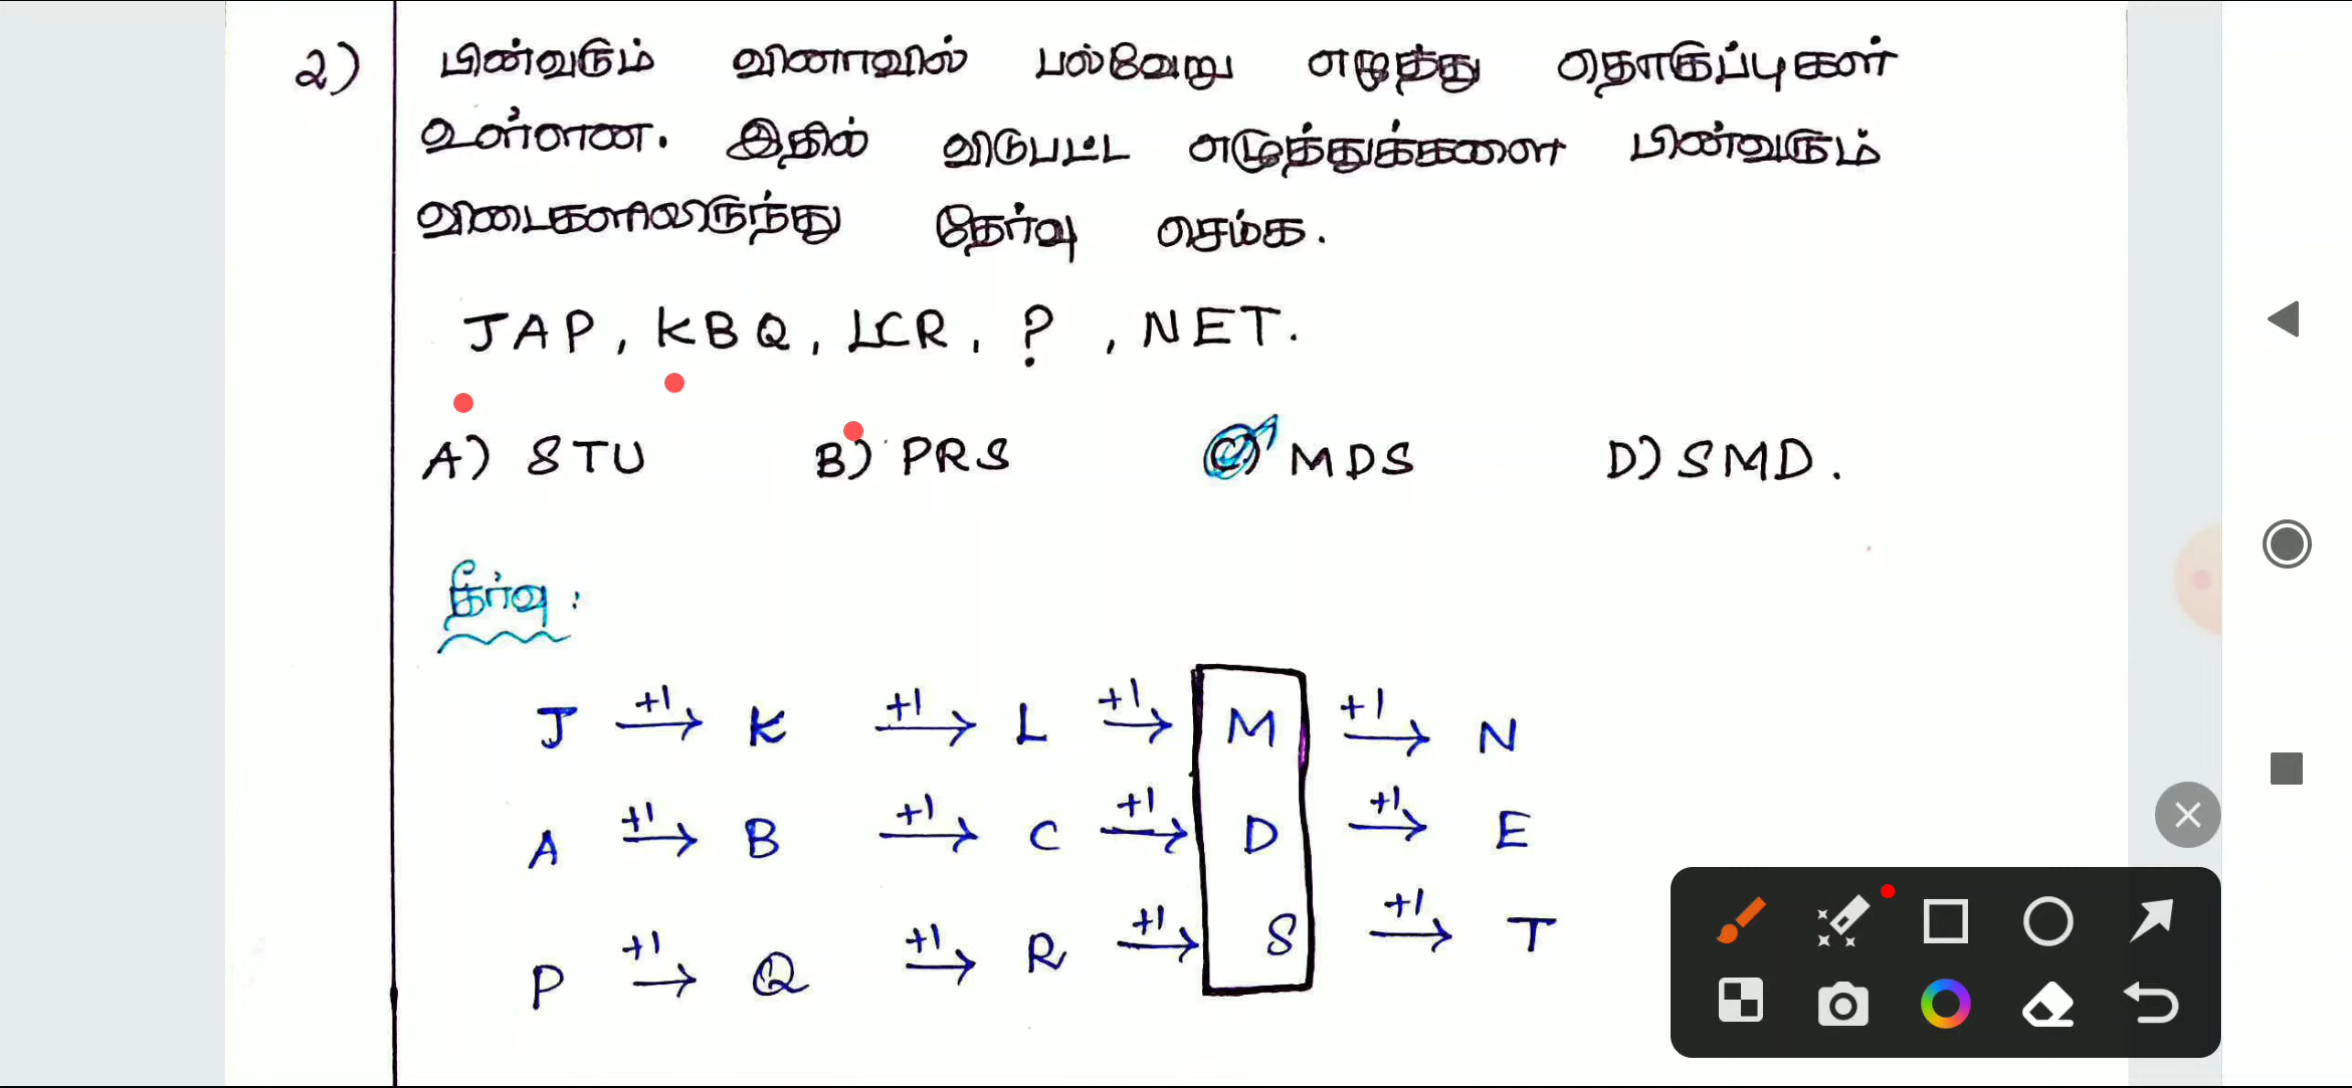 2) பின்வரும் வினாவில் பல்வேறு எழுத்து தொகுப்புகள்
உள்ளன. இதில் விடுபட்ட எழுத்துக்களை பின்வரும்
விடைகளிலிருந்து தேர்வு செய்க.
JAP, KBQ, LCR, ?, NET.
A) STU B) PRS C) MDS D) SMD.
தீர்வு :
J +1→ K +1→ L +1→ M +1→ N
A +1→ B +1→ C +1→ D +1→ E
P +1→ Q +1→ R +1→ S +1→ T